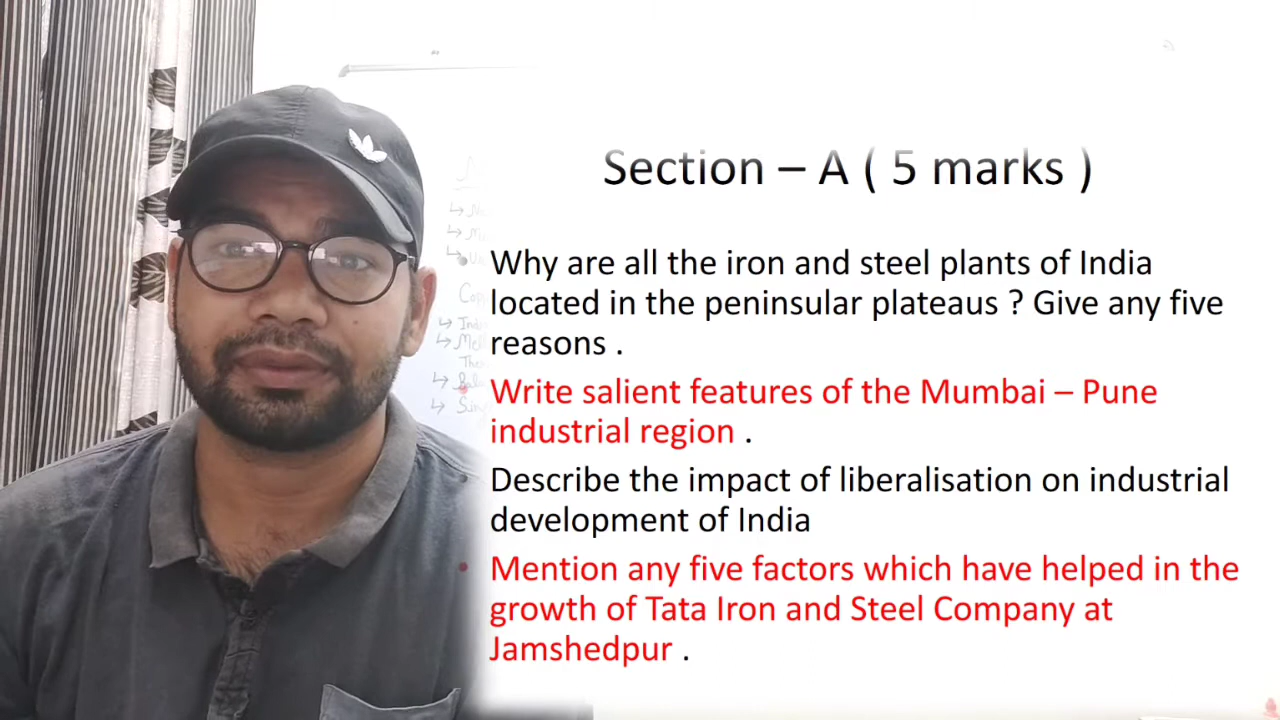 Section – A ( 5 marks )
Why are all the iron and steel plants of India
located in the peninsular plateaus ? Give any five
reasons .
Write salient features of the Mumbai – Pune
industrial region .
Describe the impact of liberalisation on industrial
development of India
Mention any five factors which have helped in the
growth of Tata Iron and Steel Company at
Jamshedpur .